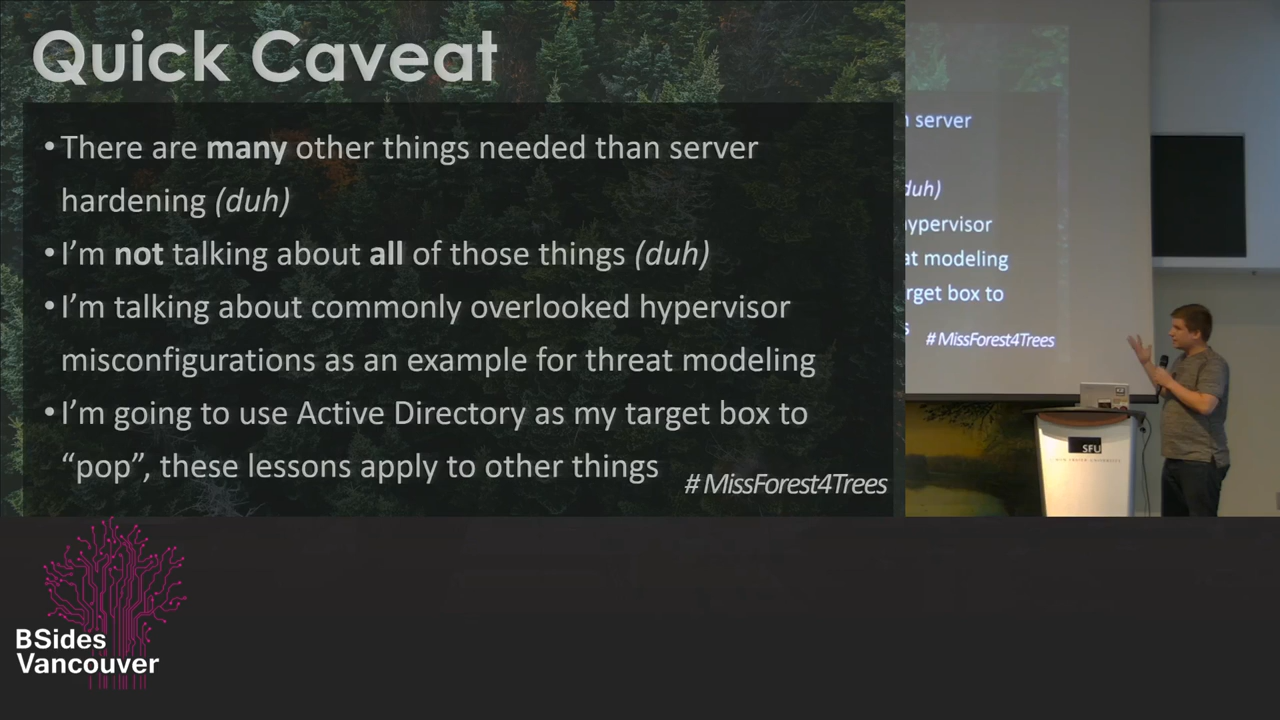 Quick Caveat
•There are many other things needed than server
hardening (duh)
•I'm not talking about all of those things (duh)
•I'm talking about commonly overlooked hypervisor
misconfigurations as an example for threat modeling
•I'm going to use Active Directory as my target box to
“pop”, these lessons apply to other things
#MissForest4Trees
server
duh)
ypervisor
at modeling
rget box to
s
#MissForest4Trees
SFU
BSides
Vancouver